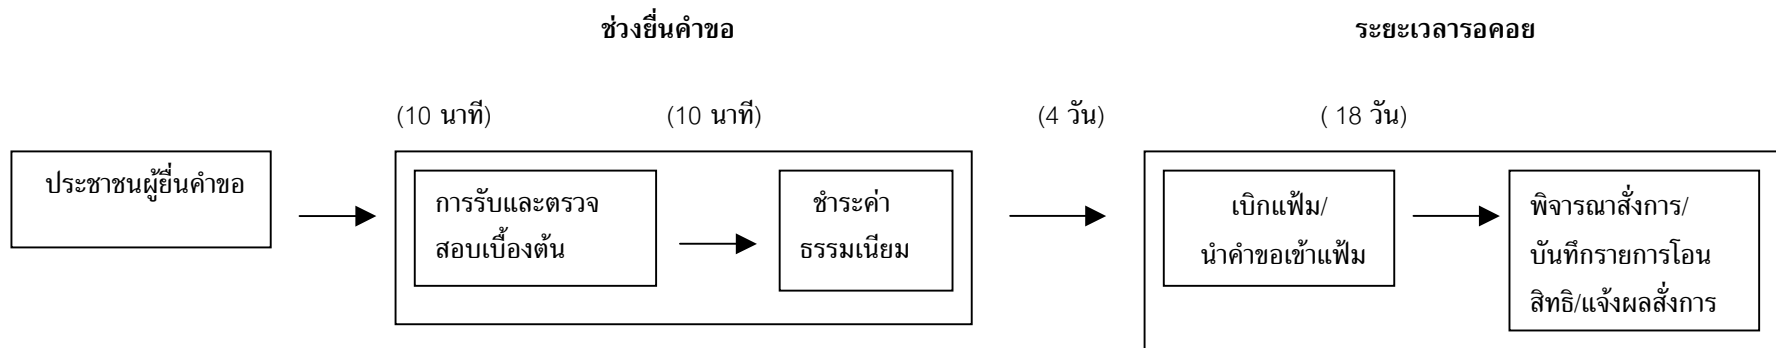 ช่วงยื่นคำขอ
ระยะเวลารอคอย
(10 นาที)
(10 นาที)
(4 วัน)
( 18 วัน)
ประชาชนผู้ยื่นคำขอ
การรับและตรวจ
สอบเบื้องต้น
ชำระค่า
ธรรมเนียม
เบิกแฟ้ม/
นำคำขอเข้าแฟ้ม
พิจารณาสั่งการ/
บันทึกรายการโอน
สิทธิ/แจ้งผลสั่งการ